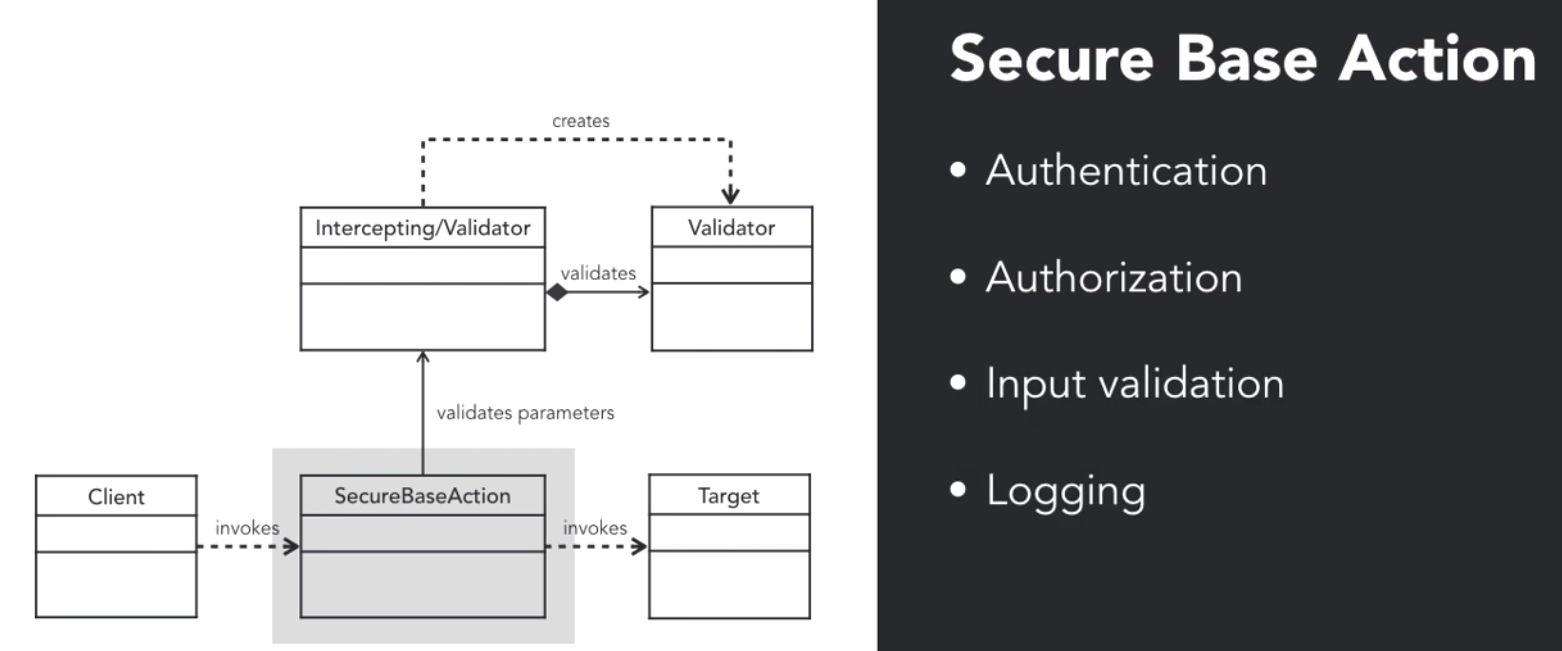 creates
Intercepting/Validator
Validator
validates
validates parameters
Client
SecureBaseAction
Target
invokes
invokes
Secure Base Action
• Authentication
• Authorization
• Input validation
• Logging